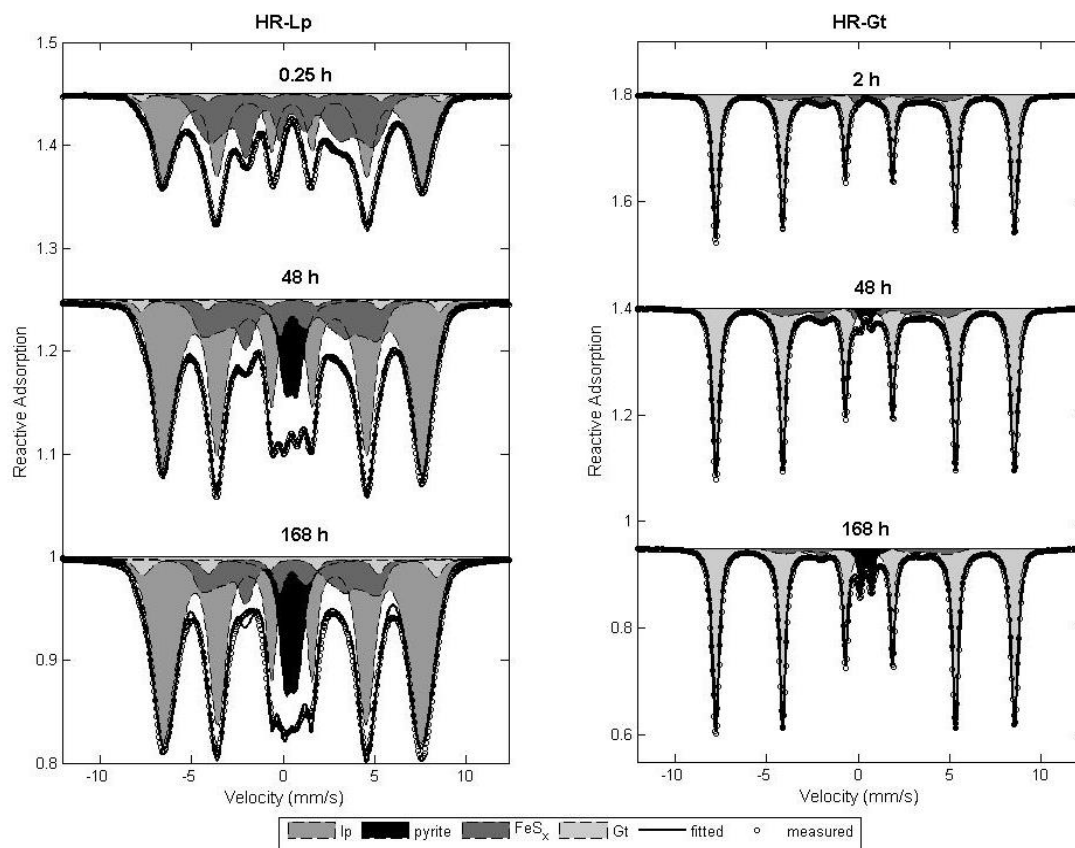 HR-Lp
HR-Gt
1.5
0.25 h
1.4
1.3
48 h
1.2
1.1
168 h
1
0.9
0.8
-10 -5 0 5 10
Velocity (mm/s)
Reactive Adsorption
2 h
1.8
1.6
48 h
1.4
1.2
168 h
1
0.8
0.6
-10 -5 0 5 10
Velocity (mm/s)
Reactive Adsorption
lp pyrite FeSx Gt fitted measured